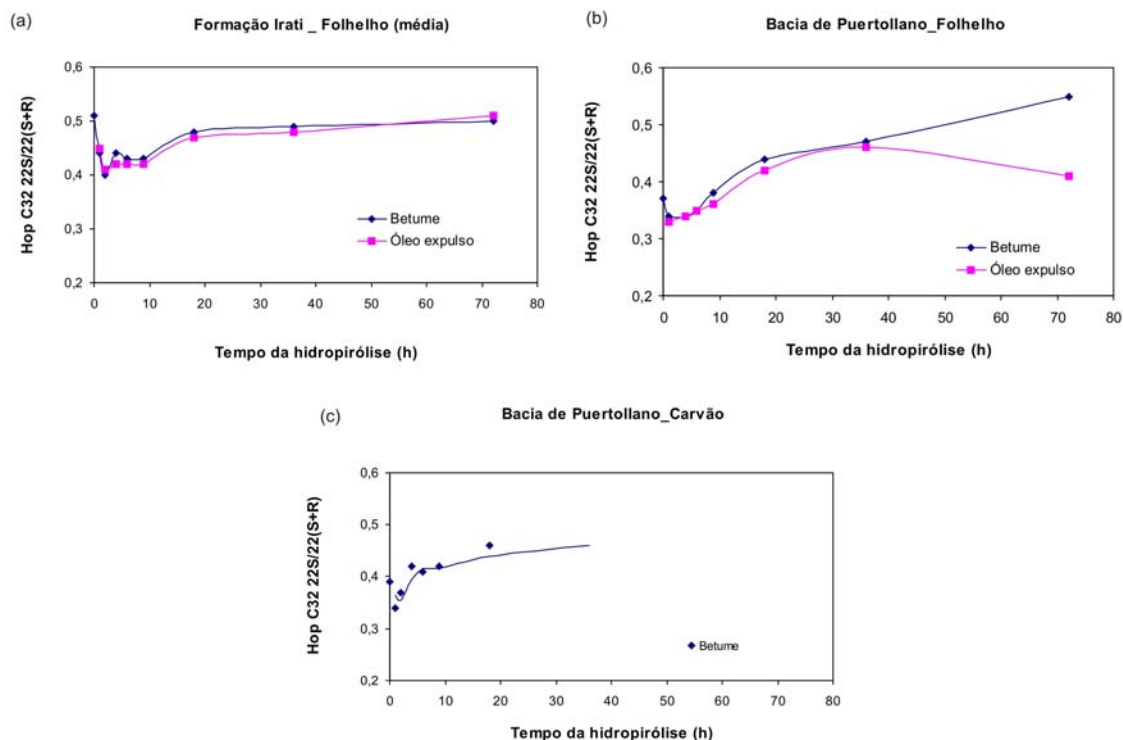 (a)
Formação Irati _ Folhelho (média)
0,6
0,5
0,4
0,3
0,2
0 10 20 30 40 50 60 70 80
Hop C32 22S/22(S+R)
Tempo da hidropirólise (h)
Betume
Óleo expulso
(b)
Bacia de Puertollano_Folhelho
0,6
0,5
0,4
0,3
0,2
0 10 20 30 40 50 60 70 80
Hop C32 22S/22(S+R)
Tempo da hidropirólise (h)
Betume
Óleo expulso
(c)
Bacia de Puertollano_Carvão
0,6
0,5
0,4
0,3
0,2
0 10 20 30 40 50 60 70 80
Hop C32 22S/22(S+R)
Tempo da hidropirólise (h)
Betume